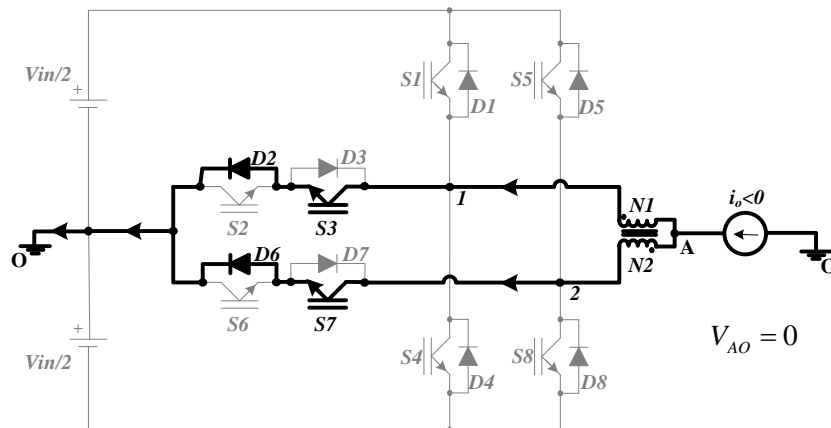 Vin/2
+
S1
D1
S5
D5
D2
D3
S2
S3
1
N1
i_o<0
O
A
O
N2
D6
D7
S6
S7
2
V_AO = 0
Vin/2
+
S4
D4
S8
D8